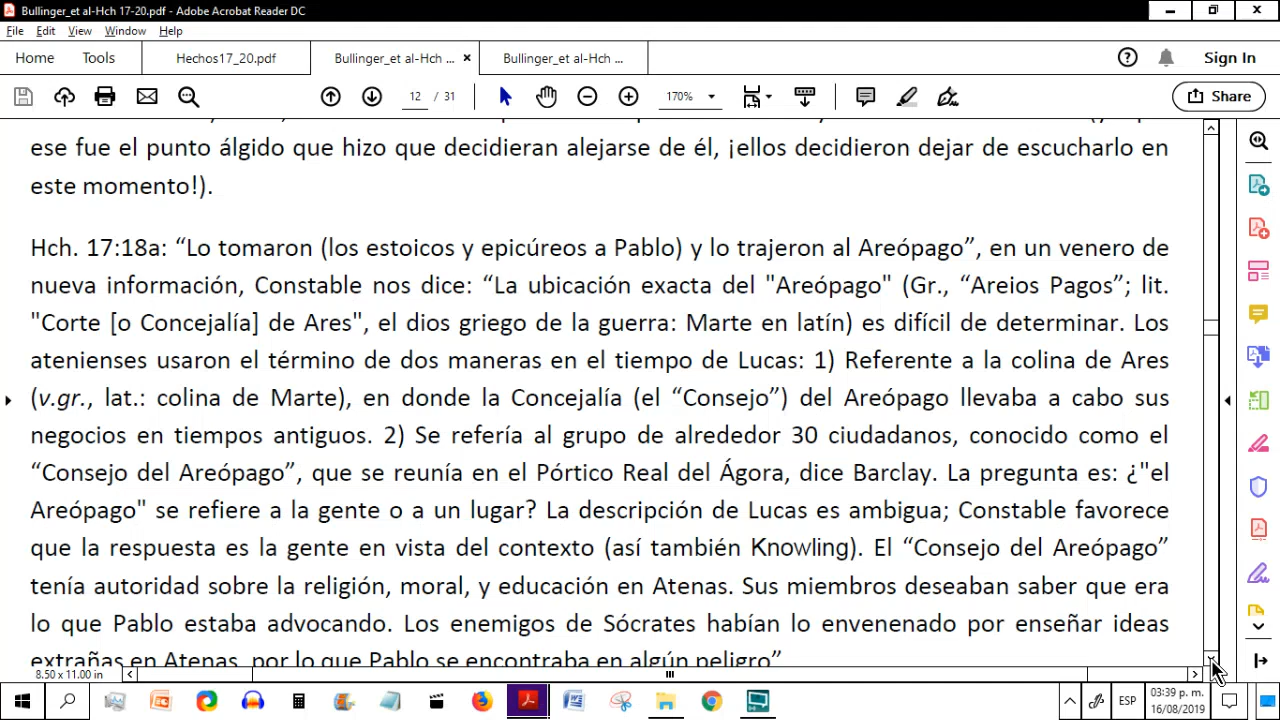 Bullinger_et al-Hch 17-20.pdf - Adobe Acrobat Reader DC
File Edit View Window Help
Home Tools Hechos17_20.pdf Bullinger_et al-Hch ... × Bullinger_et al-Hch ... Sign In
12 / 31 170% Share
ese fue el punto álgido que hizo que decidieran alejarse de él, ¡ellos decidieron dejar de escucharlo en
este momento!).
Hch. 17:18a: “Lo tomaron (los estoicos y epicúreos a Pablo) y lo trajeron al Areópago”, en un venero de
nueva información, Constable nos dice: “La ubicación exacta del "Areópago" (Gr., “Areios Pagos”; lit.
"Corte [o Concejalía] de Ares", el dios griego de la guerra: Marte en latín) es difícil de determinar. Los
atenienses usaron el término de dos maneras en el tiempo de Lucas: 1) Referente a la colina de Ares
(v.gr., lat.: colina de Marte), en donde la Concejalía (el “Consejo”) del Areópago llevaba a cabo sus
negocios en tiempos antiguos. 2) Se refería al grupo de alrededor 30 ciudadanos, conocido como el
“Consejo del Areópago”, que se reunía en el Pórtico Real del Ágora, dice Barclay. La pregunta es: ¿"el
Areópago" se refiere a la gente o a un lugar? La descripción de Lucas es ambigua; Constable favorece
que la respuesta es la gente en vista del contexto (así también Knowling). El “Consejo del Areópago”
tenía autoridad sobre la religión, moral, y educación en Atenas. Sus miembros deseaban saber que era
lo que Pablo estaba advocando. Los enemigos de Sócrates habían lo envenenado por enseñar ideas
extrañas en Atenas, por lo que Pablo se encontraba en algún peligro”
8.50 x 11.00 in
ESP 03:39 p. m.
16/08/2019